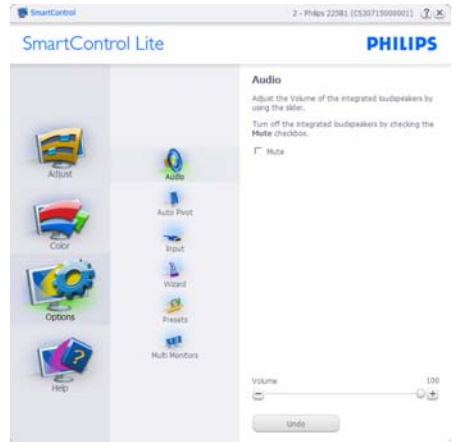 SmartControl
2 - Philips 225B1 (CS30715000001)
SmartControl Lite
PHILIPS
Adjust
Color
Options
Help
Audio
Auto Pivot
Input
Wizard
Presets
Multi Monitors
Audio
Adjust the Volume of the integrated loudspeakers by
using the slider.
Turn off the integrated loudspeakers by checking the
Mute checkbox.
Mute
Volume 100
Undo